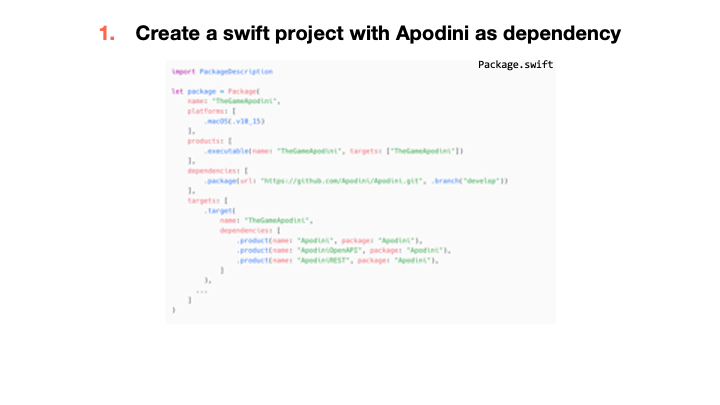 1. Create a swift project with Apodini as dependency
Package.swift
import PackageDescription
let package = Package(
name: "TheGameApodini",
platforms: [
.macOS(.v10_15)
],
products: [
.executable(name: "TheGameApodini", targets: ["TheGameApodini"])
],
dependencies: [
.package(url: "https://github.com/Apodini/Apodini.git", .branch("develop"))
],
targets: [
.target(
name: "TheGameApodini",
dependencies: [
.product(name: "Apodini", package: "Apodini"),
.product(name: "ApodiniOpenAPI", package: "Apodini"),
.product(name: "ApodiniREST", package: "Apodini"),
]
),
...
]
)